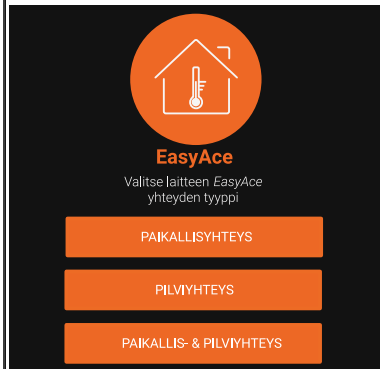 EasyAce
Valitse laitteen EasyAce
yhteyden tyyppi
PAIKALLISYHTEYS
PILVIYHTEYS
PAIKALLIS- & PILVIYHTEYS